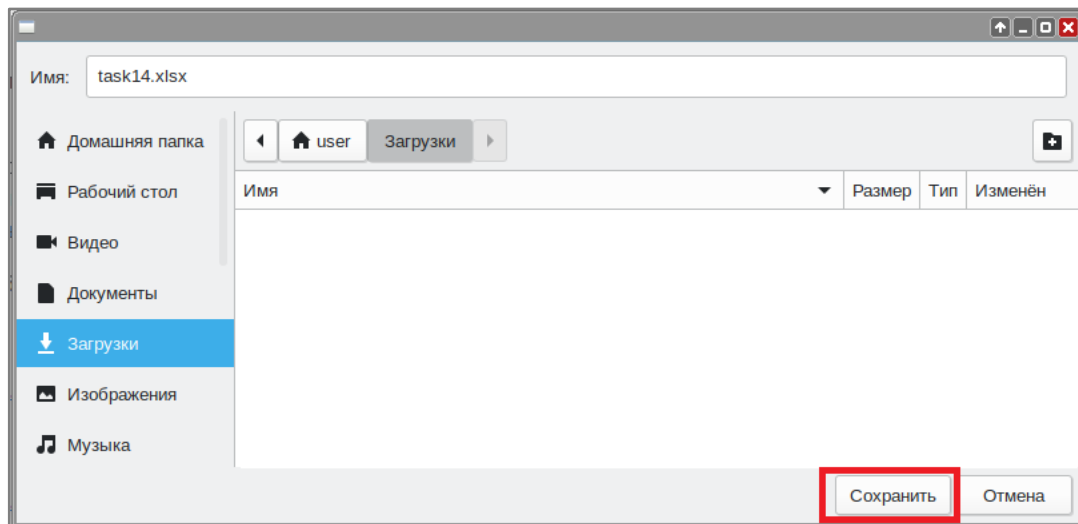 Имя: task14.xlsx
Домашняя папка
user Загрузки
Рабочий стол
Имя Размер Тип Изменён
Видео
Документы
Загрузки
Изображения
Музыка
Сохранить Отмена